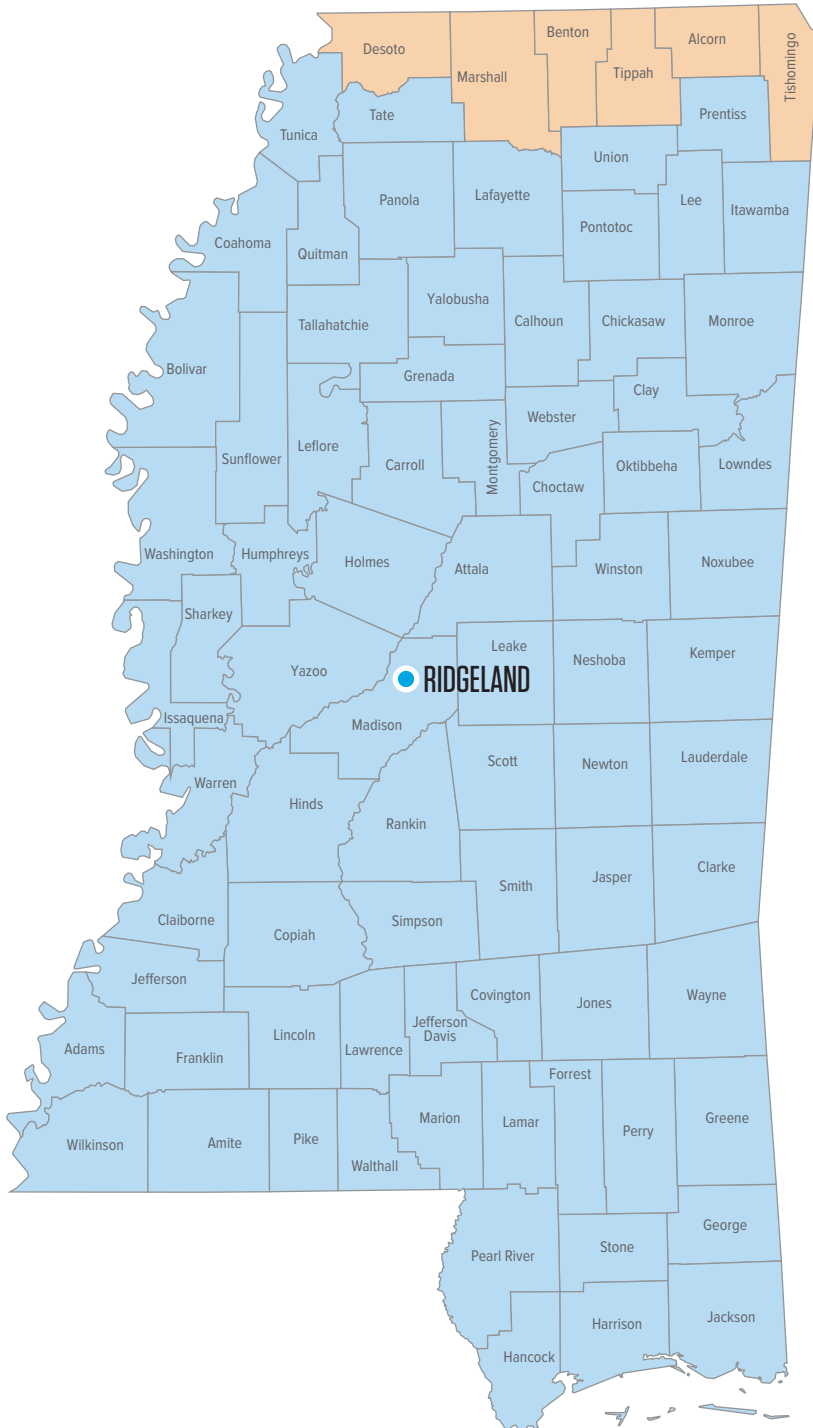 Desoto
Marshall
Benton
Tippah
Alcorn
Tishomingo
Tunica
Tate
Prentiss
Union
Panola
Lafayette
Lee
Itawamba
Pontotoc
Coahoma
Quitman
Tallahatchie
Yalobusha
Calhoun
Chickasaw
Monroe
Bolivar
Grenada
Clay
Webster
Sunflower
Leflore
Carroll
Montgomery
Choctaw
Oktibbeha
Lowndes
Washington
Humphreys
Holmes
Attala
Winston
Noxubee
Sharkey
Yazoo
Leake
Neshoba
Kemper
RIDGELAND
Issaquena
Madison
Warren
Hinds
Rankin
Scott
Newton
Lauderdale
Claiborne
Copiah
Simpson
Smith
Jasper
Clarke
Jefferson
Covington
Jones
Wayne
Adams
Franklin
Lincoln
Lawrence
Jefferson
Davis
Forrest
Wilkinson
Amite
Pike
Walthall
Marion
Lamar
Perry
Greene
Pearl River
Stone
George
Hancock
Harrison
Jackson